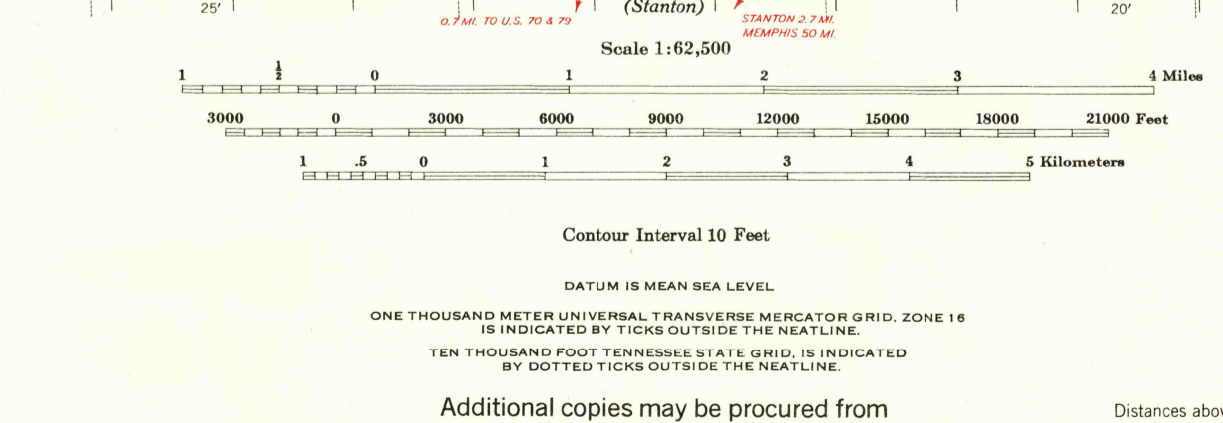 25' (Stanton) 20'
0.7 MI. TO U.S. 70 & 79
STANTON 2.7 MI.
MEMPHIS 50 MI.
Scale 1:62,500
1 ½ 0 1 2 3 4 Miles
3000 0 3000 6000 9000 12000 15000 18000 21000 Feet
1 .5 0 1 2 3 4 5 Kilometers
Contour Interval 10 Feet
DATUM IS MEAN SEA LEVEL
ONE THOUSAND METER UNIVERSAL TRANSVERSE MERCATOR GRID, ZONE 16
IS INDICATED BY TICKS OUTSIDE THE NEATLINE.
TEN THOUSAND FOOT TENNESSEE STATE GRID, IS INDICATED
BY DOTTED TICKS OUTSIDE THE NEATLINE.
Additional copies may be procured from
Distances abov